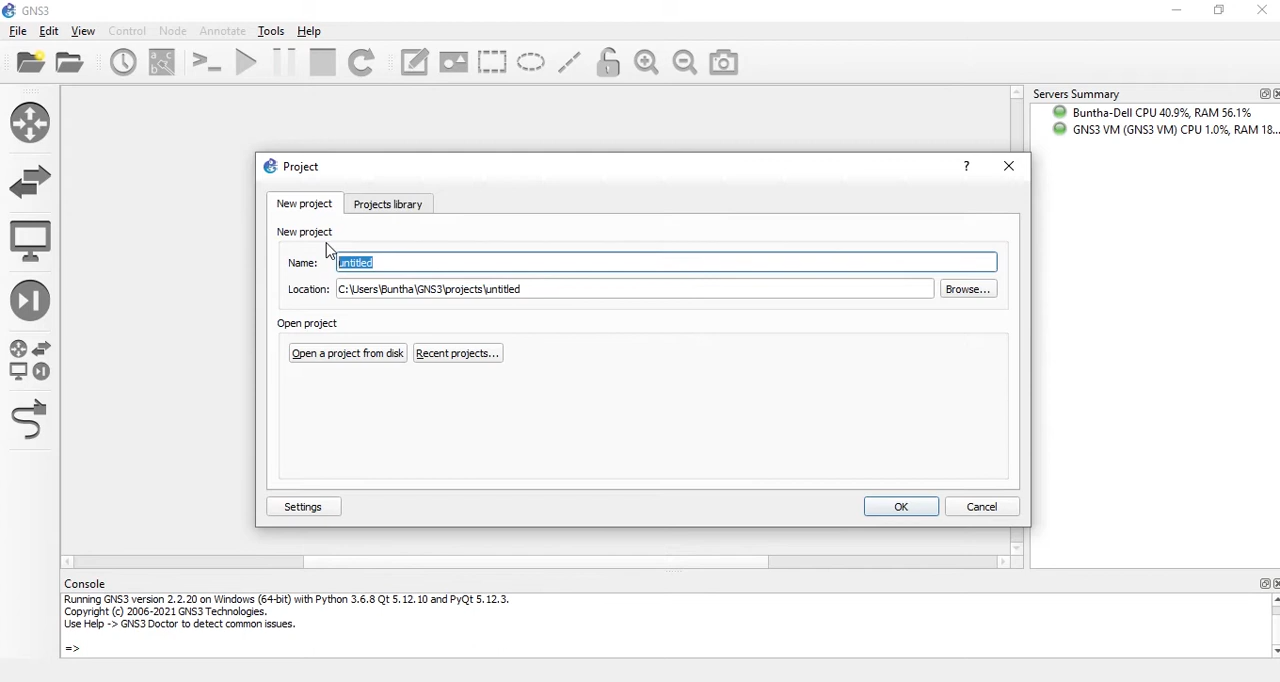 GNS3
File Edit View Control Node Annotate Tools Help
Servers Summary
Buntha-Dell CPU 40.9%, RAM 56.1%
GNS3 VM (GNS3 VM) CPU 1.0%, RAM 18...
Project
?
New project Projects library
New project
Name: untitled
Location: C:\Users\Buntha\GNS3\projects\untitled Browse...
Open project
Open a project from disk Recent projects...
Settings OK Cancel
Console
Running GNS3 version 2.2.20 on Windows (64-bit) with Python 3.6.8 Qt 5.12.10 and PyQt 5.12.3.
Copyright (c) 2006-2021 GNS3 Technologies.
Use Help -> GNS3 Doctor to detect common issues.
=>